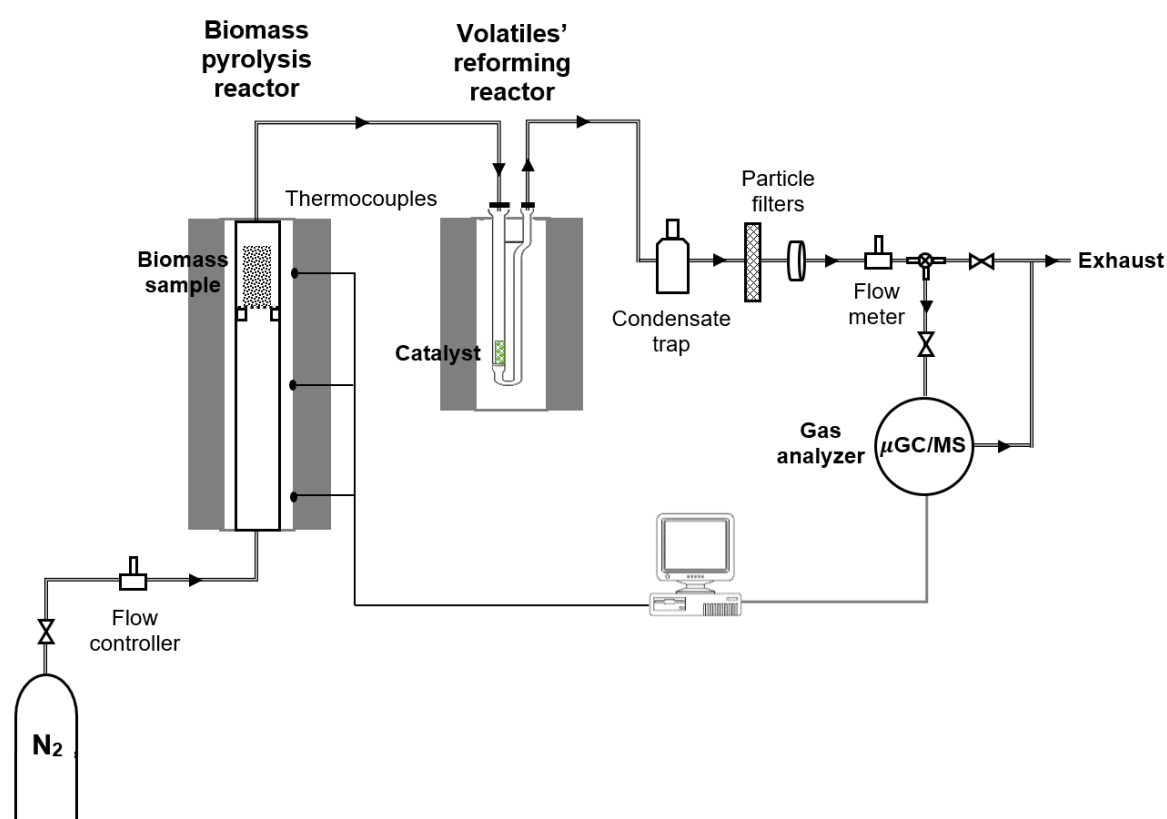 Biomass
pyrolysis
reactor
Volatiles’
reforming
reactor
Thermocouples
Biomass
sample
Catalyst
Condensate
trap
Particle
filters
Flow
meter
Exhaust
Gas
analyzer
μGC/MS
Flow
controller
N₂